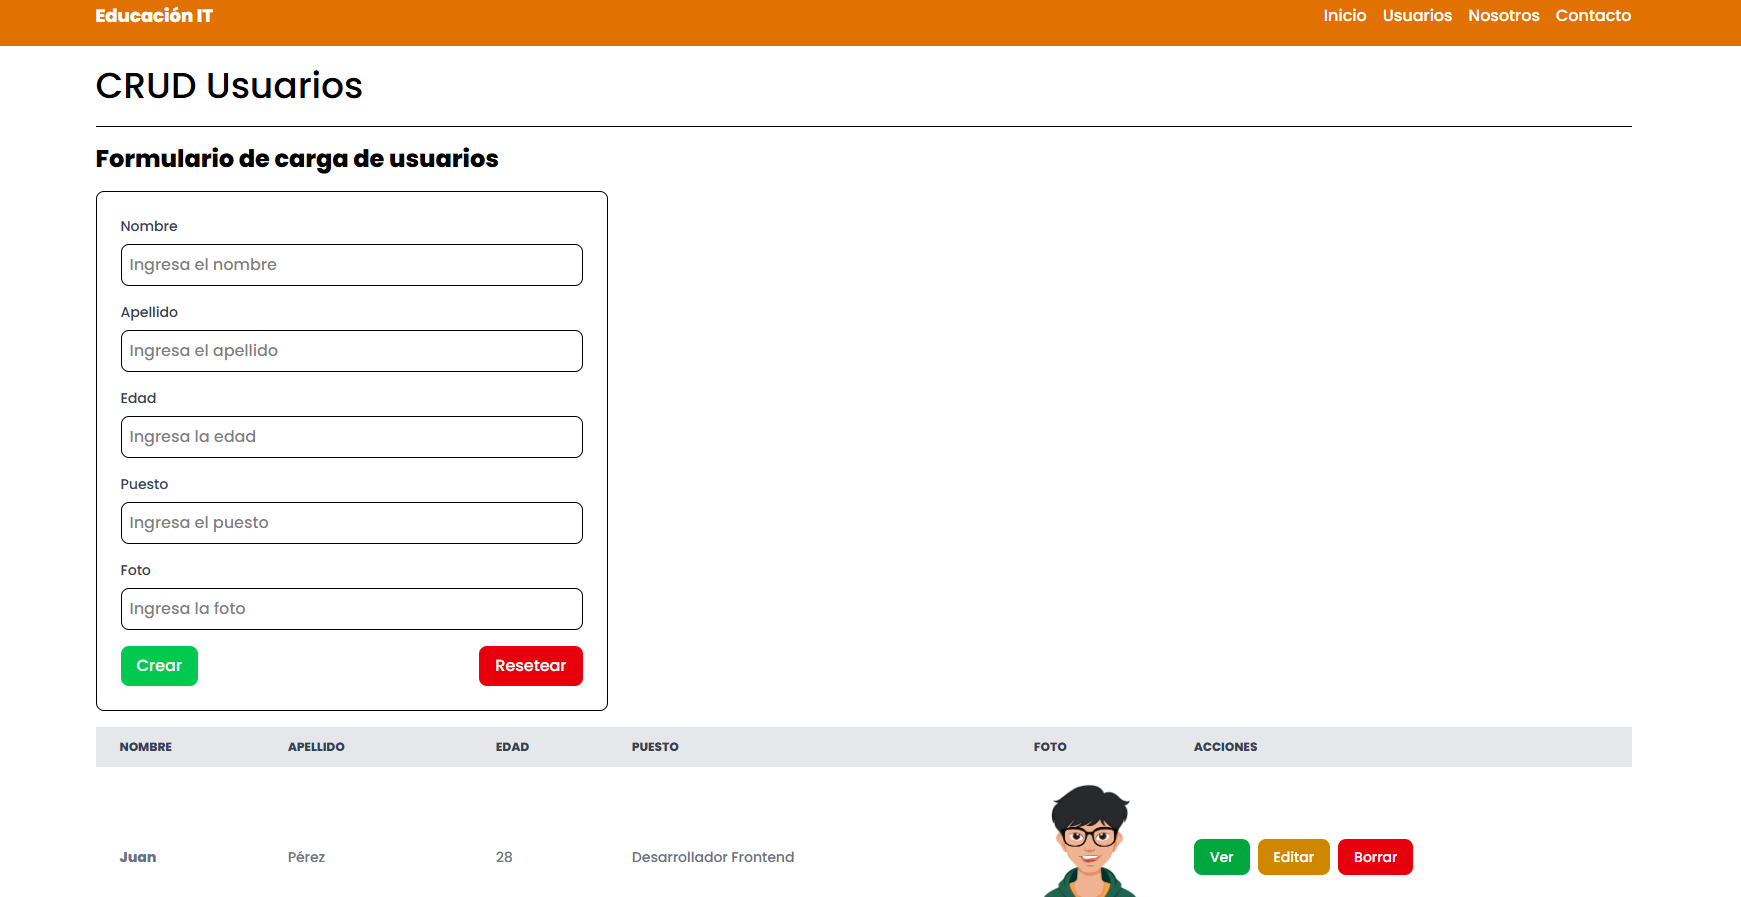 Educación IT
Inicio Usuarios Nosotros Contacto
CRUD Usuarios
Formulario de carga de usuarios
Nombre
Ingresa el nombre
Apellido
Ingresa el apellido
Edad
Ingresa la edad
Puesto
Ingresa el puesto
Foto
Ingresa la foto
Crear Resetear
NOMBRE APELLIDO EDAD PUESTO FOTO ACCIONES
Juan Pérez 28 Desarrollador Frontend Ver Editar Borrar